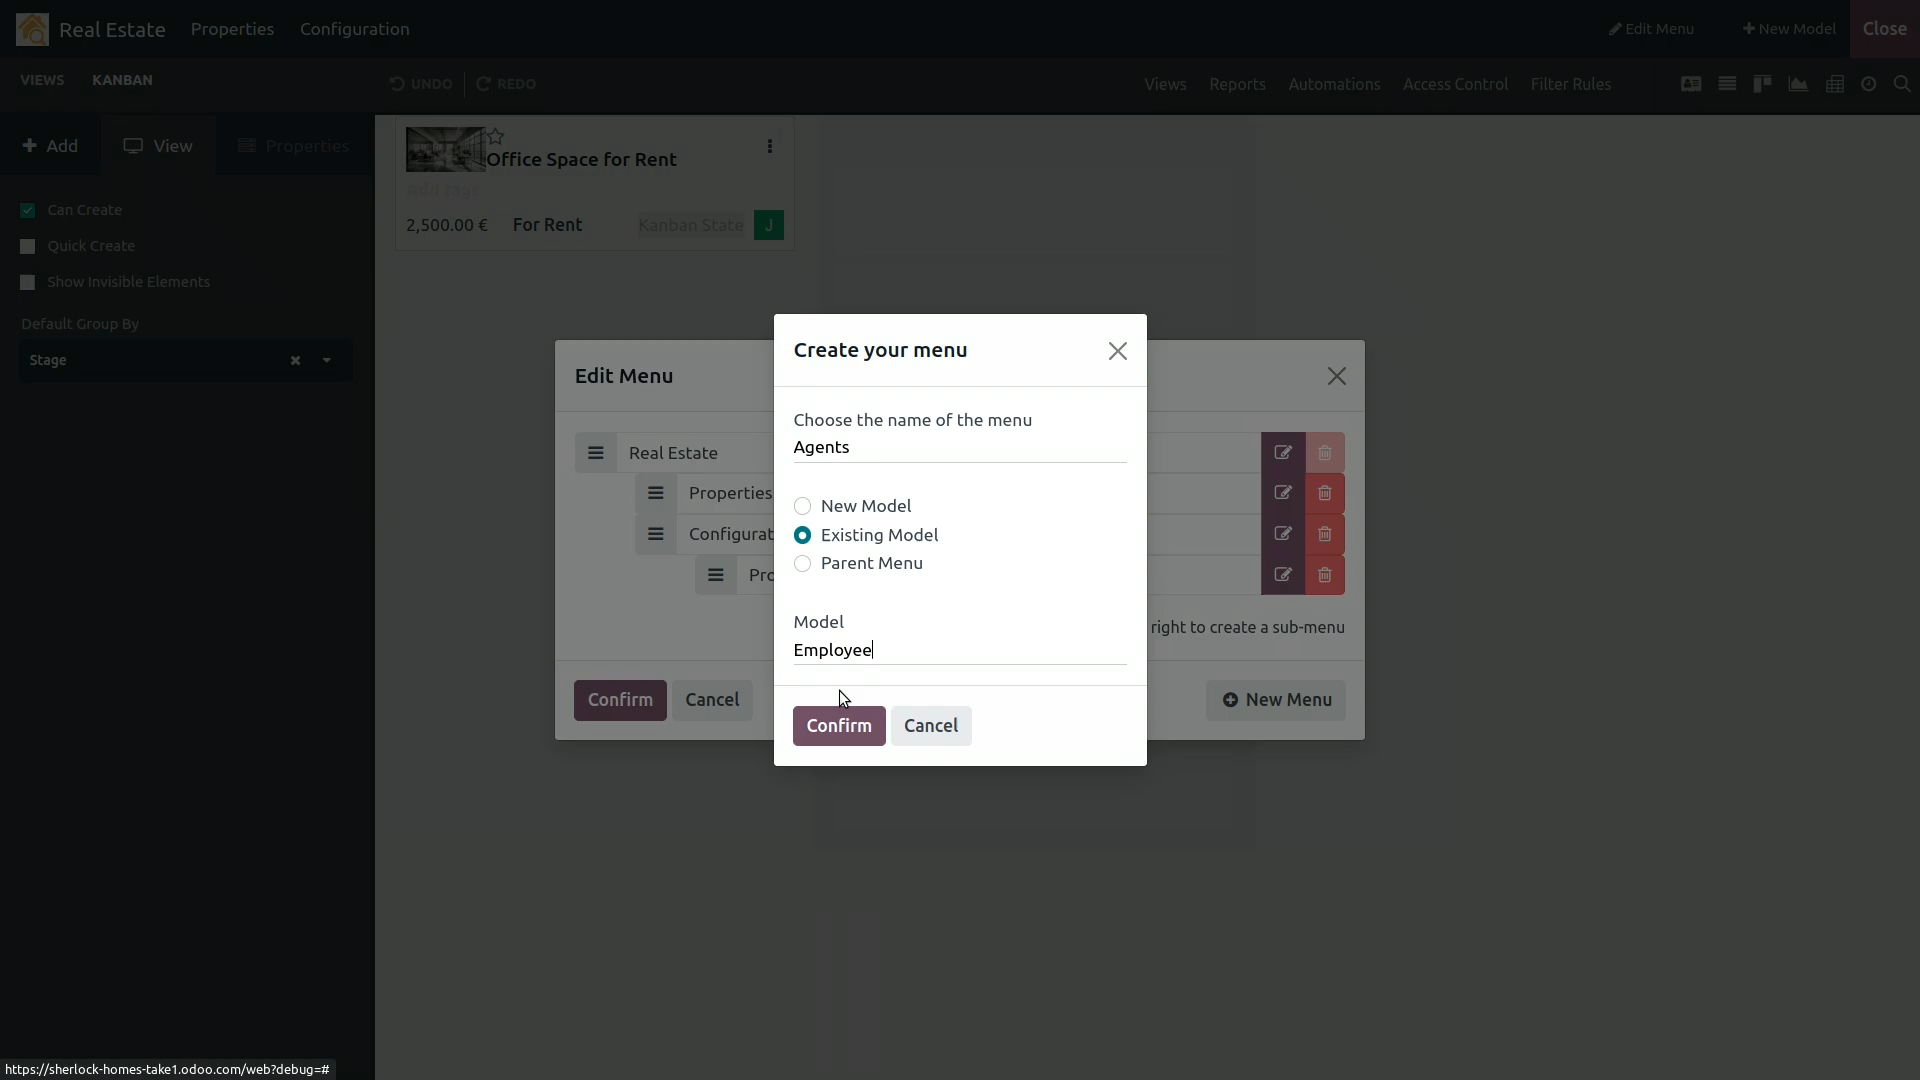 Real Estate
Properties
Configuration
Edit Menu
New Model
Close
VIEWS
KANBAN
UNDO
REDO
Views
Reports
Automations
Access Control
Filter Rules
Add
View
Properties
Can Create
Quick Create
Show Invisible Elements
Default Group By
Stage
Office Space for Rent
Add tags
2,500.00 €
For Rent
Kanban State
J
Edit Menu
Real Estate
Properties
Configurat
Pro
right to create a sub-menu
Confirm
Cancel
New Menu
Create your menu
Choose the name of the menu
Agents
New Model
Existing Model
Parent Menu
Model
Employee
Confirm
Cancel
https://sherlock-homes-take1.odoo.com/web?debug=#